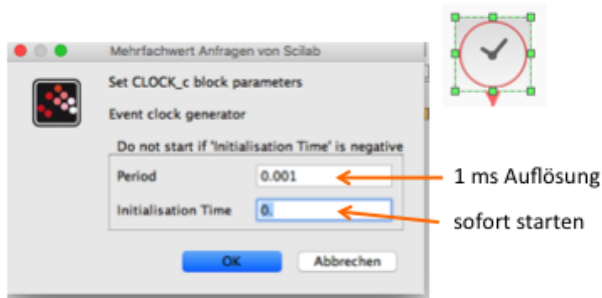 Mehrfachwert Anfragen von Scilab
Set CLOCK_c block parameters
Event clock generator
Do not start if 'Initialisation Time' is negative
Period 0.001
1 ms Auflösung
Initialisation Time 0.
sofort starten
OK Abbrechen